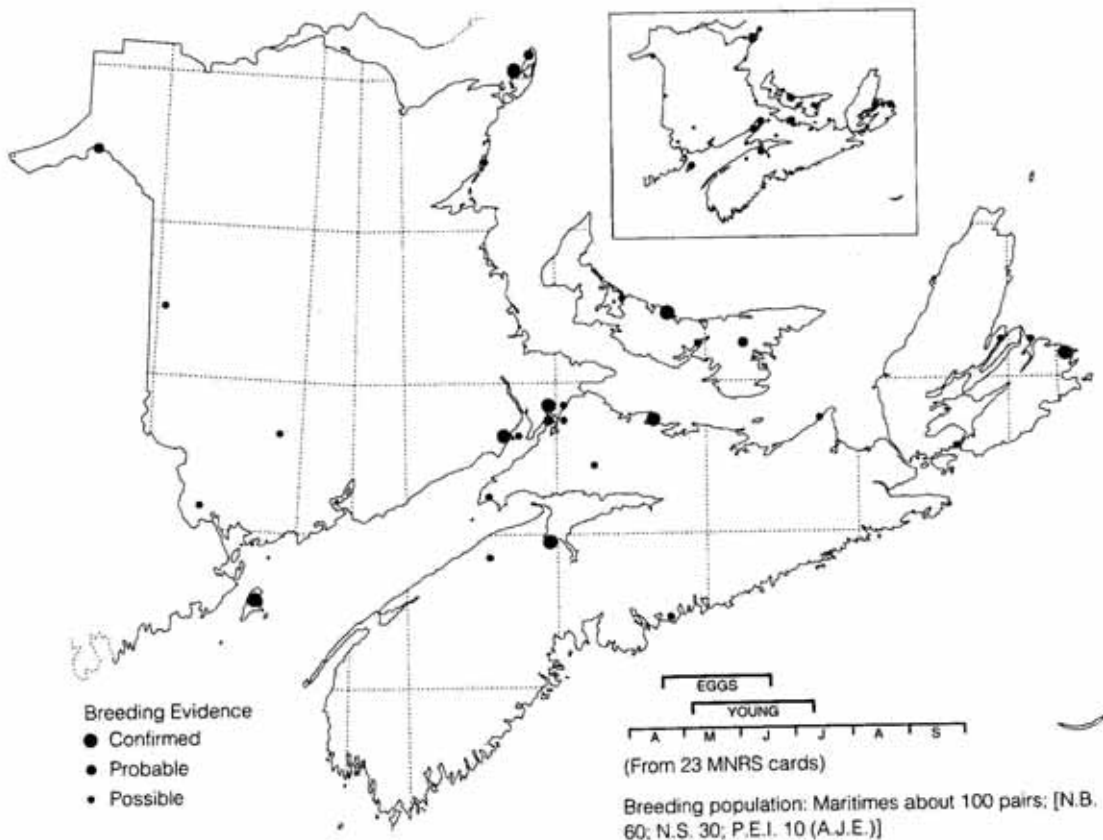 Breeding Evidence
Confirmed
Probable
Possible
EGGS
YOUNG
A M J J A S
(From 23 MNRS cards)
Breeding population: Maritimes about 100 pairs; [N.B.
60; N.S. 30; P.E.I. 10 (A.J.E.)]